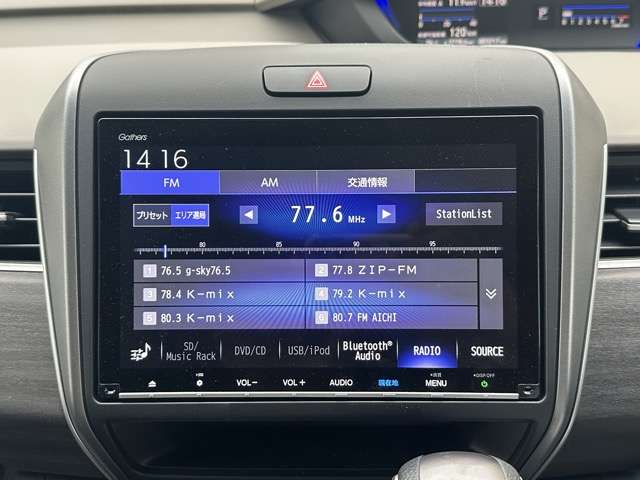 120
Gathers
14 16
FM AM 交通情報
プリセット エリア選局 77.6 MHz StationList
80 85 90 95
1 76.5 g-sky76.5 2 77.8 ZIP-FM
3 78.4 K-mix 4 79.2 K-mix
5 80.3 K-mix 6 80.7 FM AICHI
SD/ Music Rack DVD/CD USB/iPod Bluetooth® Audio RADIO SOURCE
VOL− VOL+ AUDIO 現在地 MENU